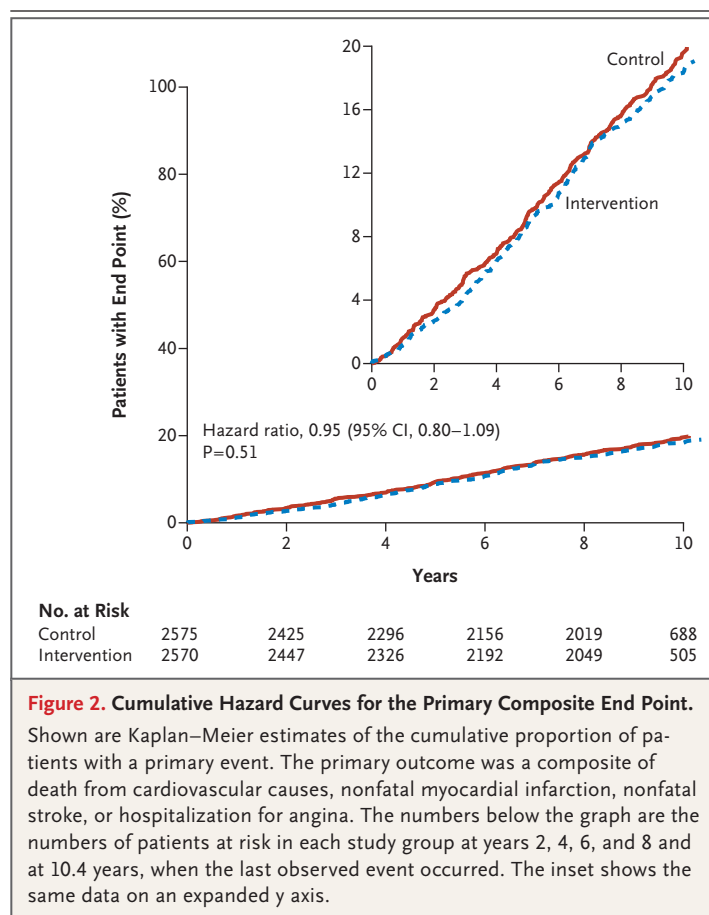 20
Control
16
12
Intervention
8
4
0
0 2 4 6 8 10
100
80
60
40
20
0
Patients with End Point (%)
Hazard ratio, 0.95 (95% CI, 0.80–1.09)
P=0.51
0 2 4 6 8 10
Years
No. at Risk
Control 2575 2425 2296 2156 2019 688
Intervention 2570 2447 2326 2192 2049 505
Figure 2. Cumulative Hazard Curves for the Primary Composite End Point.
Shown are Kaplan–Meier estimates of the cumulative proportion of pa-
tients with a primary event. The primary outcome was a composite of
death from cardiovascular causes, nonfatal myocardial infarction, nonfatal
stroke, or hospitalization for angina. The numbers below the graph are the
numbers of patients at risk in each study group at years 2, 4, 6, and 8 and
at 10.4 years, when the last observed event occurred. The inset shows the
same data on an expanded y axis.